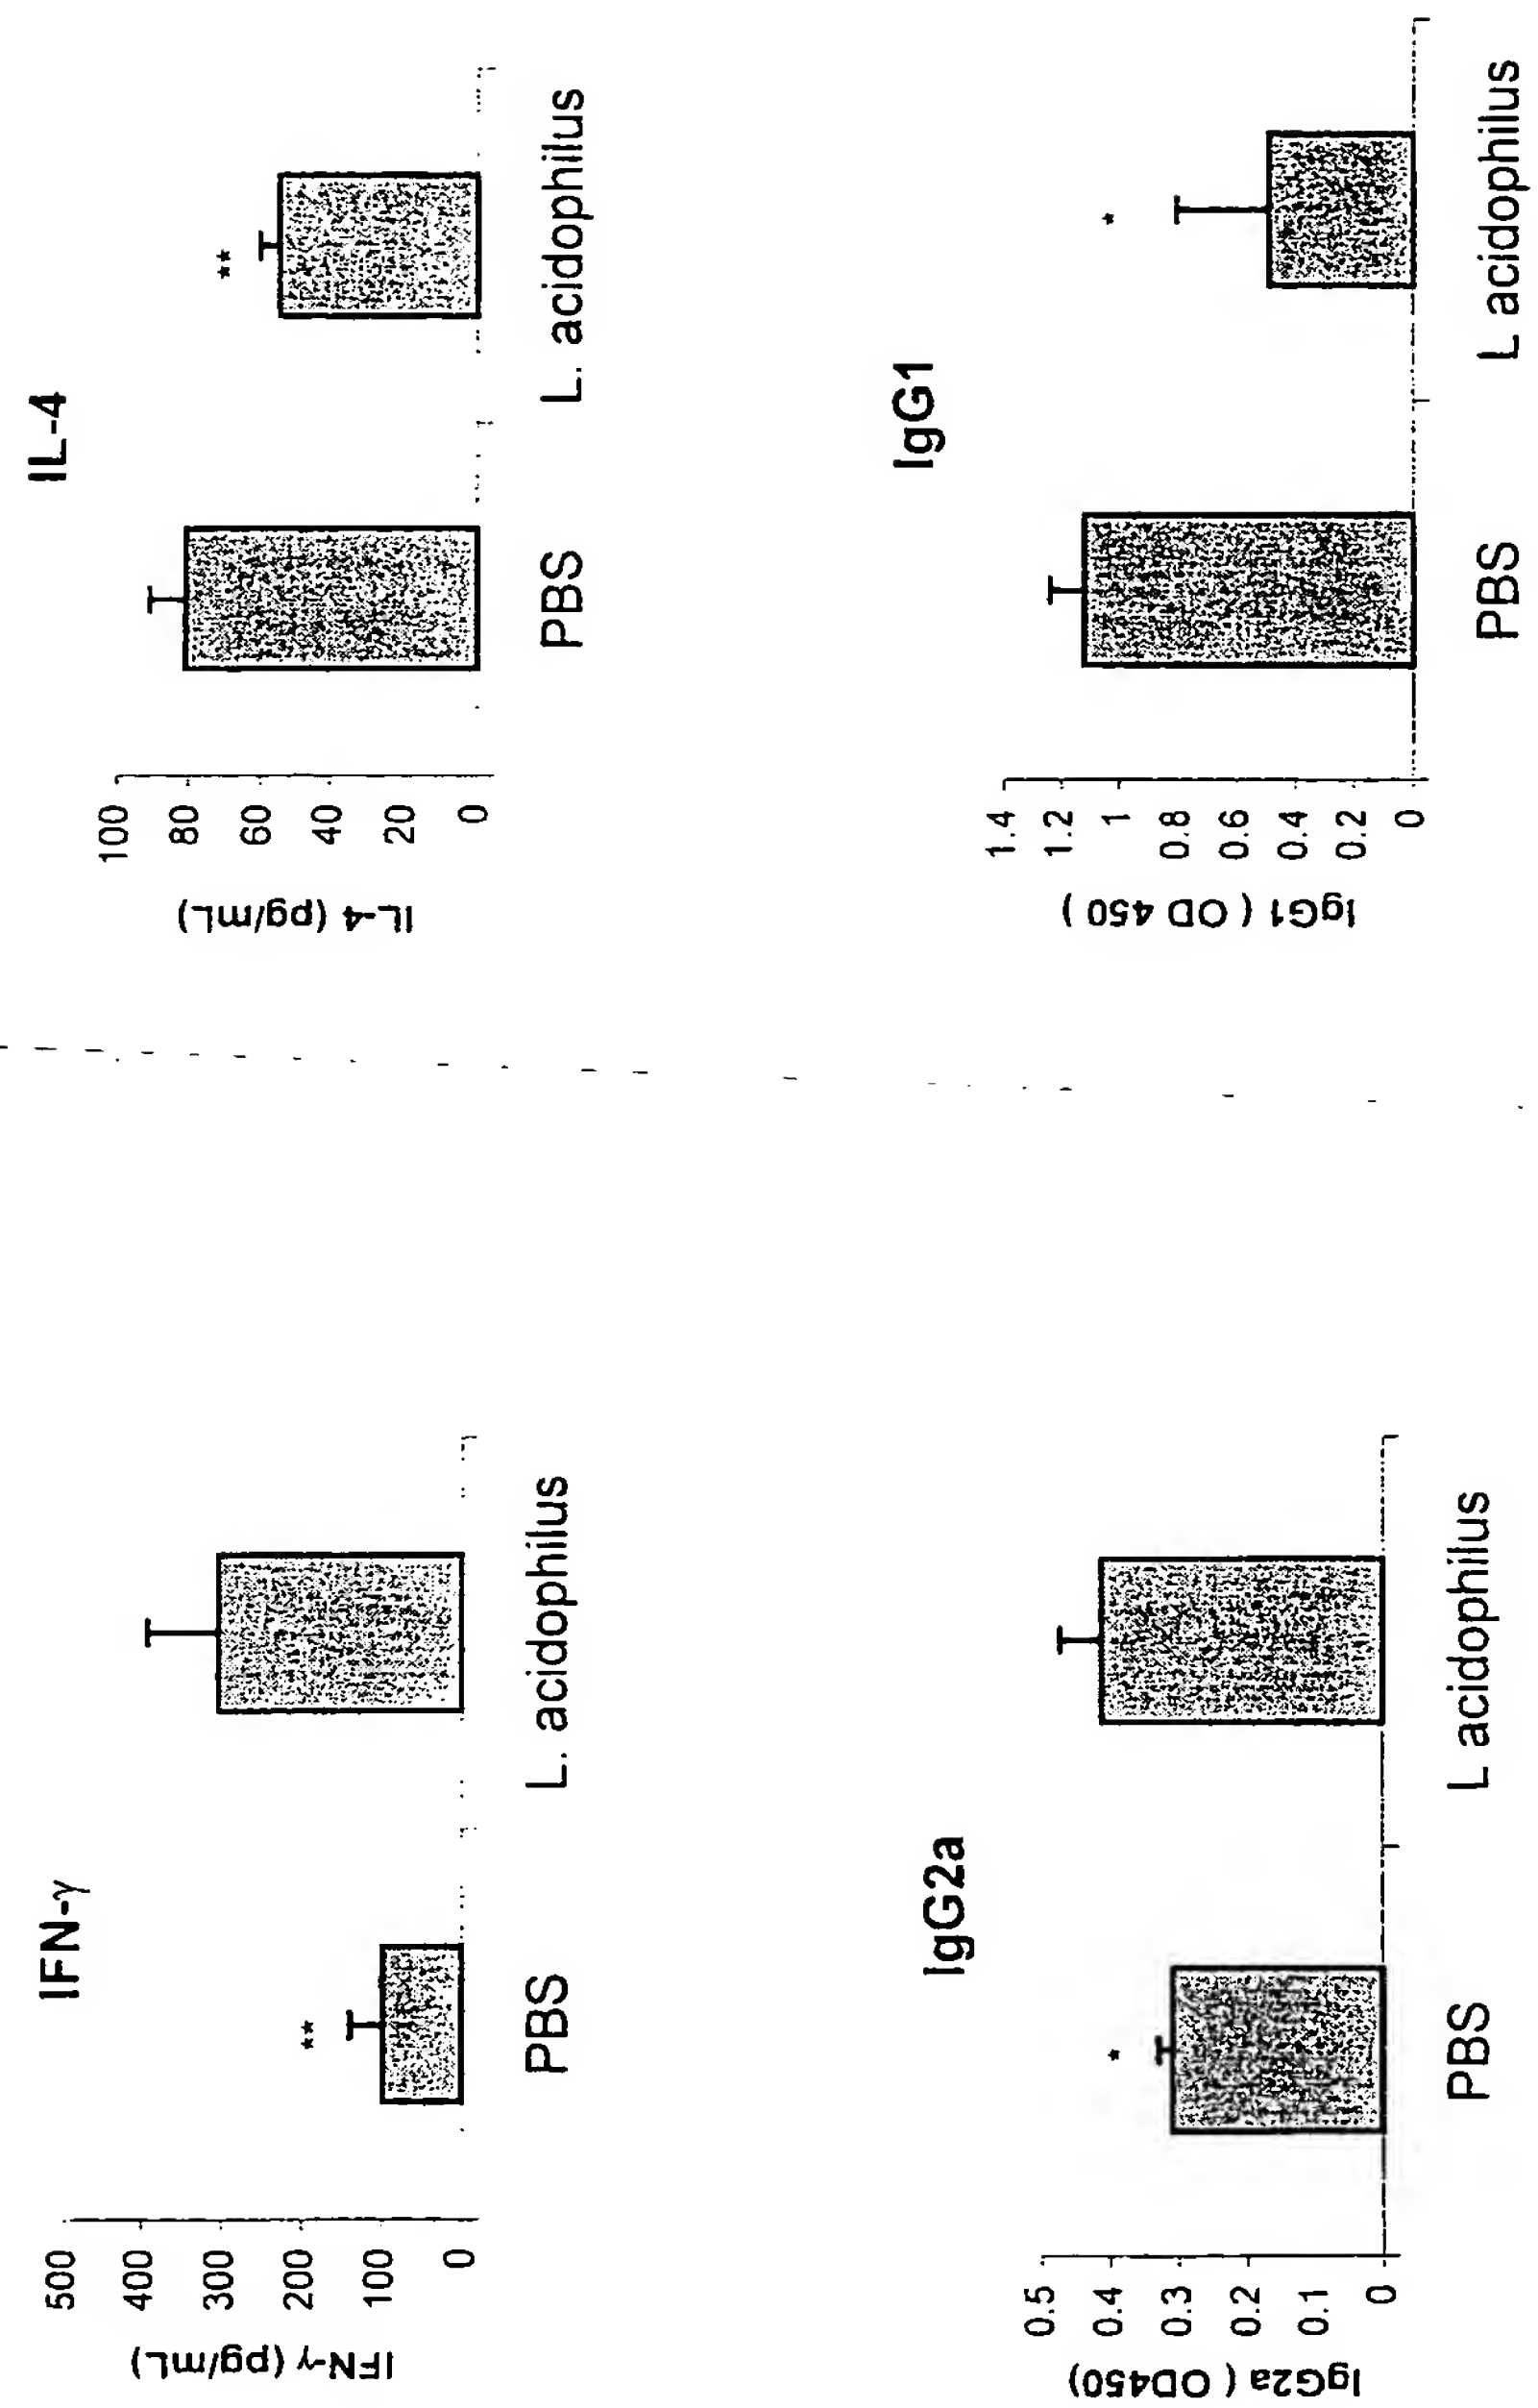 IFN-γ
IFN-γ (pg/mL)
500
400
300
200
100
0
**
PBS
L. acidophilus
IL-4
IL-4 (pg/mL)
100
80
60
40
20
0
**
PBS
L. acidophilus
IgG2a
IgG2a ( OD450)
0.5
0.4
0.3
0.2
0.1
0
*
PBS
L acidophilus
IgG1
IgG1 ( OD 450 )
1.4
1.2
1
0.8
0.6
0.4
0.2
0
*
PBS
L acidophilus